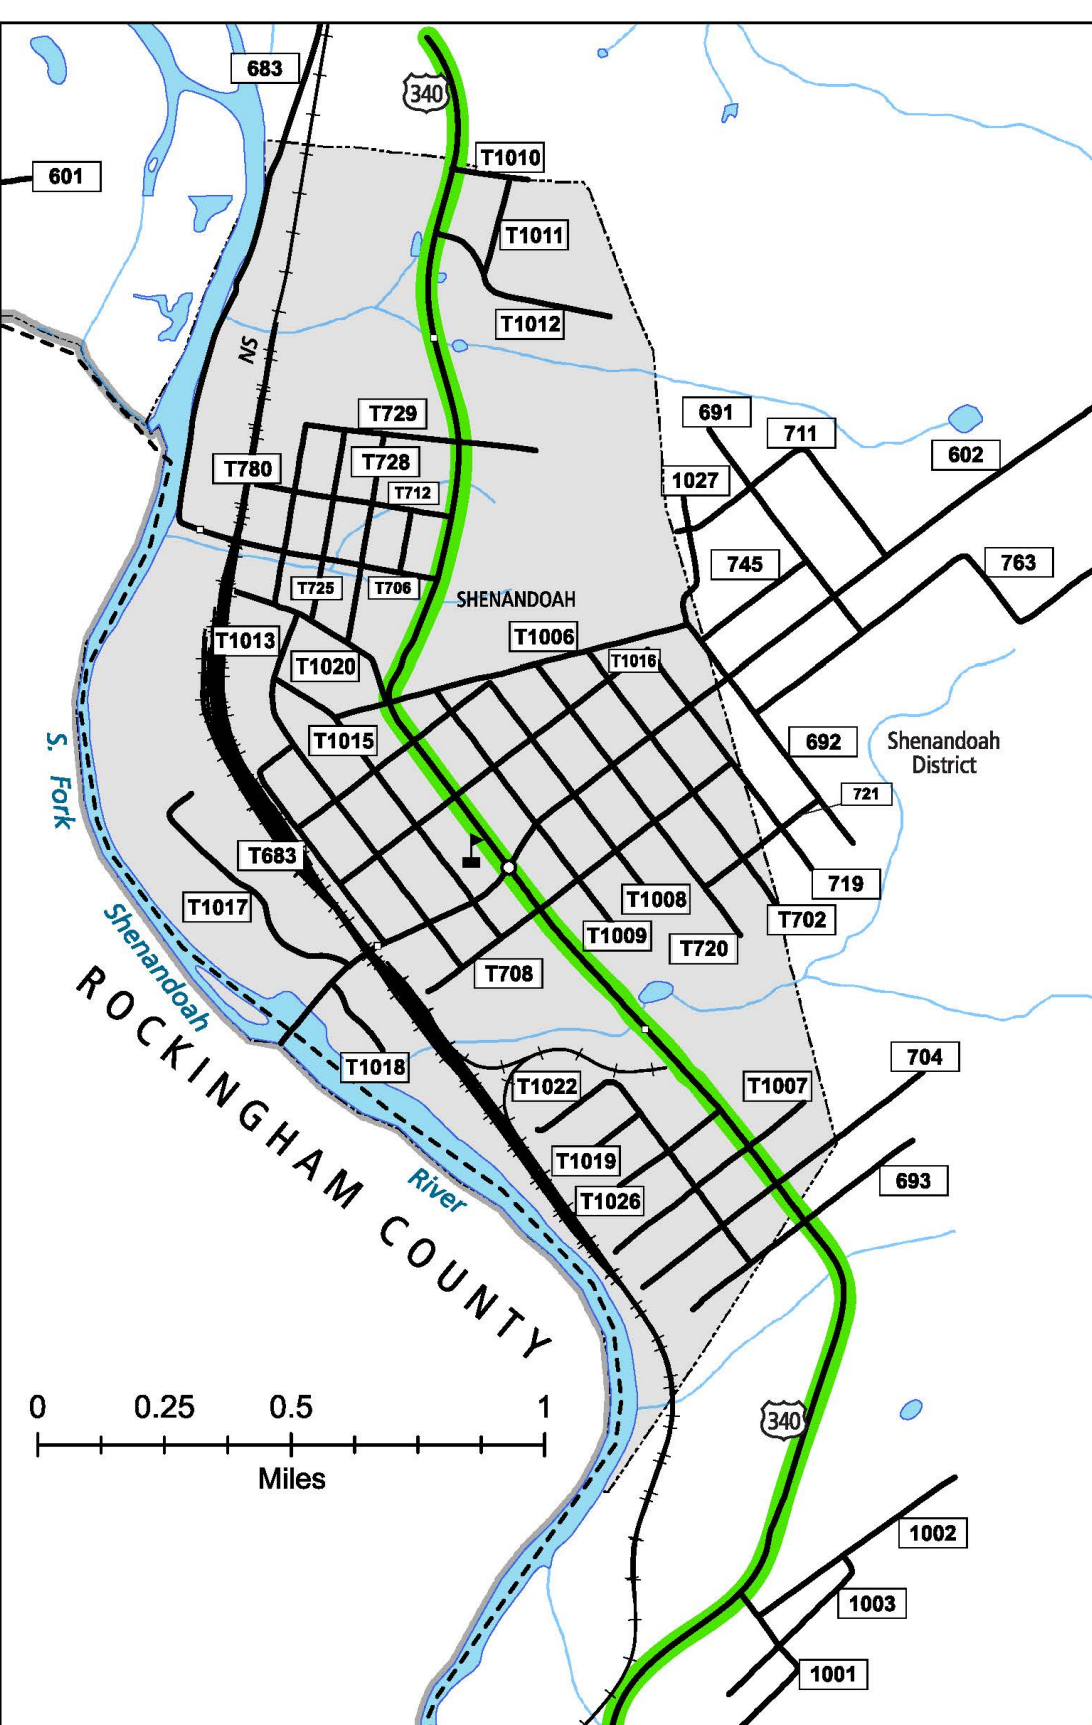 683
340
601
T1010
T1011
T1012
NS
T729
T728
T780
T712
691
711
602
1027
745
763
T725
T706
SHENANDOAH
T1013
T1006
T1020
T1016
T1015
692
Shenandoah
District
721
S. Fork
T683
719
T1017
T1008
T702
T1009
T720
T708
Shenandoah
ROCKINGHAM COUNTY
704
T1018
T1022
T1007
T1019
693
T1026
River
0 0.25 0.5 1
Miles
340
1002
1003
1001